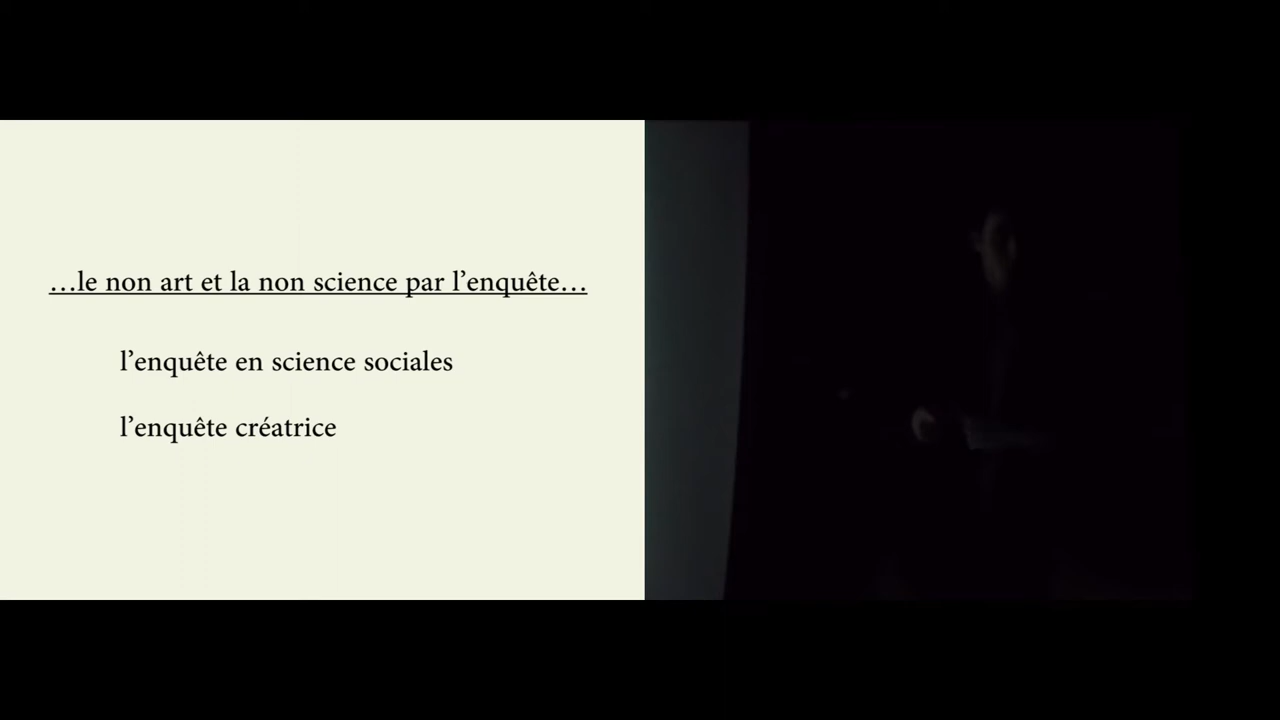 …le non art et la non science par l’enquête…
l’enquête en science sociales
l’enquête créatrice